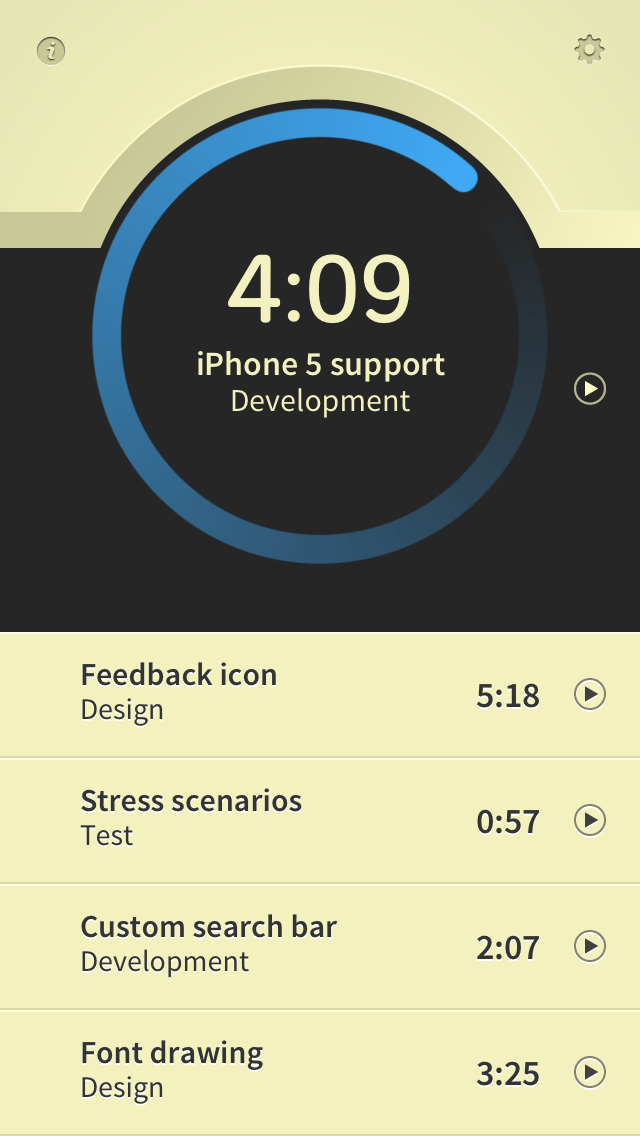 4:09
iPhone 5 support
Development
Feedback icon
Design
5:18
Stress scenarios
Test
0:57
Custom search bar
Development
2:07
Font drawing
Design
3:25